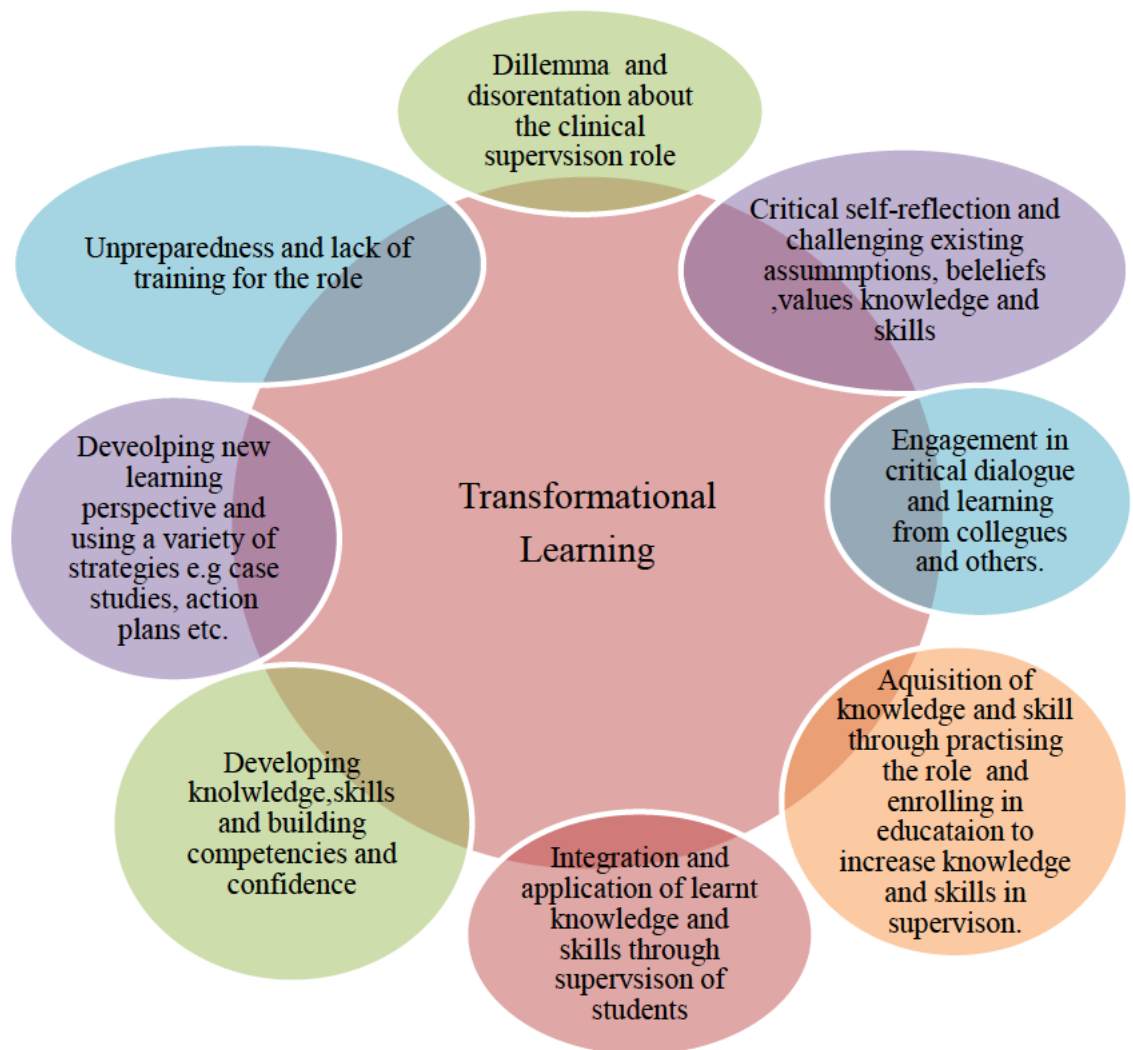 Dillemma and
disorentation about
the clinical
supervsison role
Critical self-reflection and
challenging existing
assummptions, beleliefs
,values knowledge and
skills
Engagement in
critical dialogue
and learning
from collegues
and others.
Aquisition of
knowledge and skill
through practising
the role and
enrolling in
educataion to
increase knowledge
and skills in
supervison.
Integration and
application of learnt
knowledge and
skills through
supervsison of
students
Developing
knolwledge,skills
and building
competencies and
confidence
Deveolping new
learning
perspective and
using a variety of
strategies e.g case
studies, action
plans etc.
Unpreparedness and lack of
training for the role
Transformational
Learning